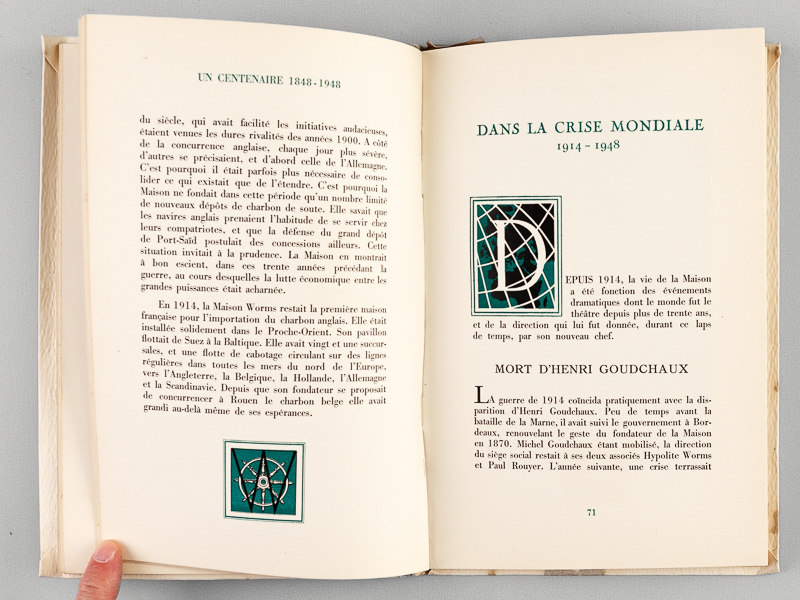 UN CENTENAIRE 1848-1948
du siècle, qui avait facilité les initiatives audacieuses,
étaient venues les dures rivalités des années 1900. A côté
de la concurrence anglaise, chaque jour plus sévère,
d'autres se précisaient, et d'abord celle de l'Allemagne.
C'est pourquoi il était parfois plus nécessaire de conso-
lider ce qui existait que de l'étendre. C'est pourquoi la
Maison ne fondait dans cette période qu'un nombre limité
de nouveaux dépôts de charbon de soute. Elle savait que
les navires anglais prenaient l'habitude de se servir chez
leurs compatriotes, et que la défense du grand dépôt
de Port-Saïd postulait des concessions ailleurs. Cette
situation invitait à la prudence. La Maison en montrait
à bon escient, dans ces trente années précédant la
guerre, au cours desquelles la lutte économique entre les
grandes puissances était acharnée.
En 1914, la Maison Worms restait la première maison
française pour l'importation du charbon anglais. Elle était
installée solidement dans le Proche-Orient. Son pavillon
flottait de Suez à la Baltique. Elle avait vingt et une succur-
sales, et une flotte de cabotage circulant sur des lignes
régulières dans toutes les mers du nord de l'Europe,
vers l'Angleterre, la Belgique, la Hollande, l'Allemagne
et la Scandinavie. Depuis que son fondateur se proposait
de concurrencer à Rouen le charbon belge elle avait
grandi au-delà même de ses espérances.
W
DANS LA CRISE MONDIALE
1914-1948
DEPUIS 1914, la vie de la Maison
a été fonction des événements
dramatiques dont le monde fut le
théâtre depuis plus de trente ans,
et de la direction qui lui fut donnée, durant ce laps
de temps, par son nouveau chef.
MORT D'HENRI GOUDCHAUX
LA guerre de 1914 coïncida pratiquement avec la dis-
parition d'Henri Goudchaux. Peu de temps avant la
bataille de la Marne, il avait suivi le gouvernement à Bor-
deaux, renouvelant le geste du fondateur de la Maison
en 1870. Michel Goudchaux étant mobilisé, la direction
du siège social restait à ses deux associés Hypolite Worms
et Paul Rouyer. L'année suivante, une crise terrassait
71